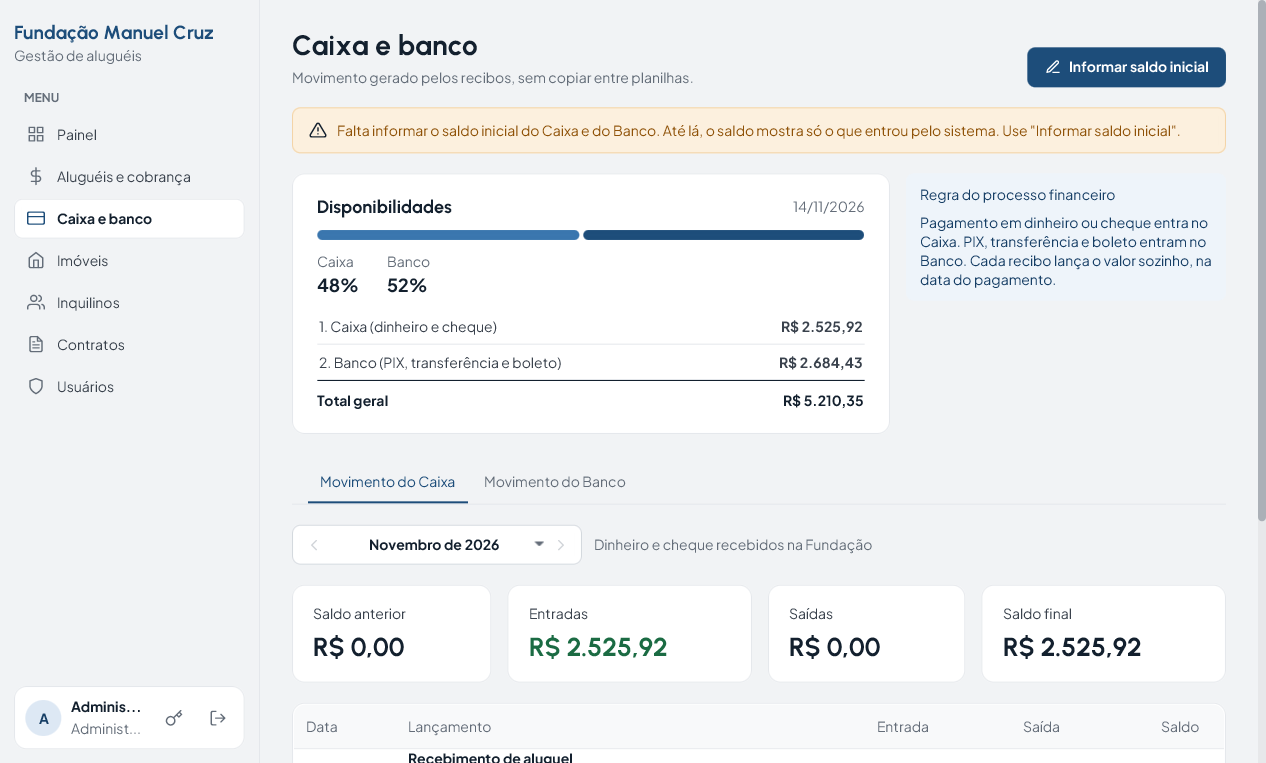 Fundação Manuel Cruz
Gestão de aluguéis
MENU
Painel
Aluguéis e cobrança
Caixa e banco
Imóveis
Inquilinos
Contratos
Usuários
A
Adminis...
Administ...
Caixa e banco
Movimento gerado pelos recibos, sem copiar entre planilhas.
Informar saldo inicial
Falta informar o saldo inicial do Caixa e do Banco. Até lá, o saldo mostra só o que entrou pelo sistema. Use "Informar saldo inicial".
Disponibilidades 14/11/2026
Caixa Banco
48% 52%
1. Caixa (dinheiro e cheque) R$ 2.525,92
2. Banco (PIX, transferência e boleto) R$ 2.684,43
Total geral R$ 5.210,35
Regra do processo financeiro
Pagamento em dinheiro ou cheque entra no
Caixa. PIX, transferência e boleto entram no
Banco. Cada recibo lança o valor sozinho, na
data do pagamento.
Movimento do Caixa Movimento do Banco
Novembro de 2026 Dinheiro e cheque recebidos na Fundação
Saldo anterior Entradas Saídas Saldo final
R$ 0,00 R$ 2.525,92 R$ 0,00 R$ 2.525,92
Data Lançamento Entrada Saída Saldo
Recebimento de aluguel